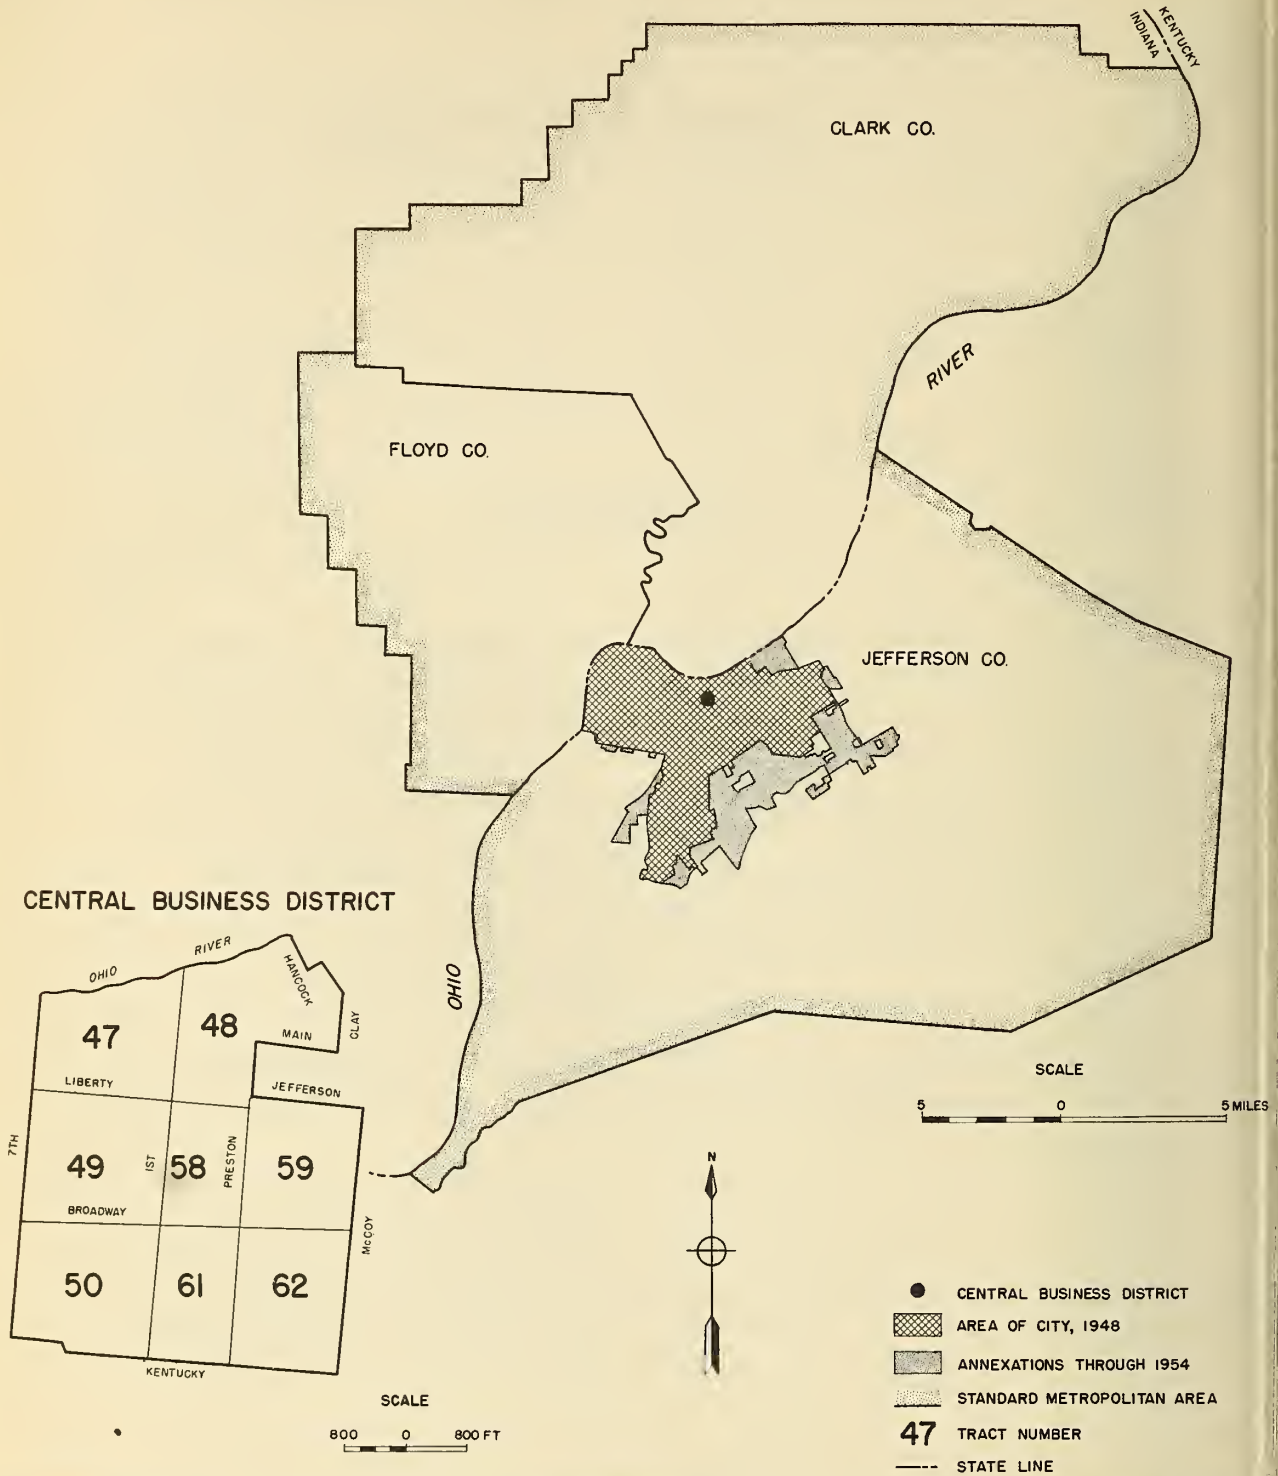 KENTUCKY
INDIANA
CLARK CO.
RIVER
FLOYD CO.
JEFFERSON CO.
OHIO
CENTRAL BUSINESS DISTRICT
OHIO
RIVER
HANCOCK
47
48
MAIN
CLAY
LIBERTY
JEFFERSON
7TH
49
1ST
58
PRESTON
59
BROADWAY
McCOY
50
61
62
KENTUCKY
SCALE
800 0 800 FT
SCALE
5 0 5 MILES
N
CENTRAL BUSINESS DISTRICT
AREA OF CITY, 1948
ANNEXATIONS THROUGH 1954
STANDARD METROPOLITAN AREA
47 TRACT NUMBER
STATE LINE